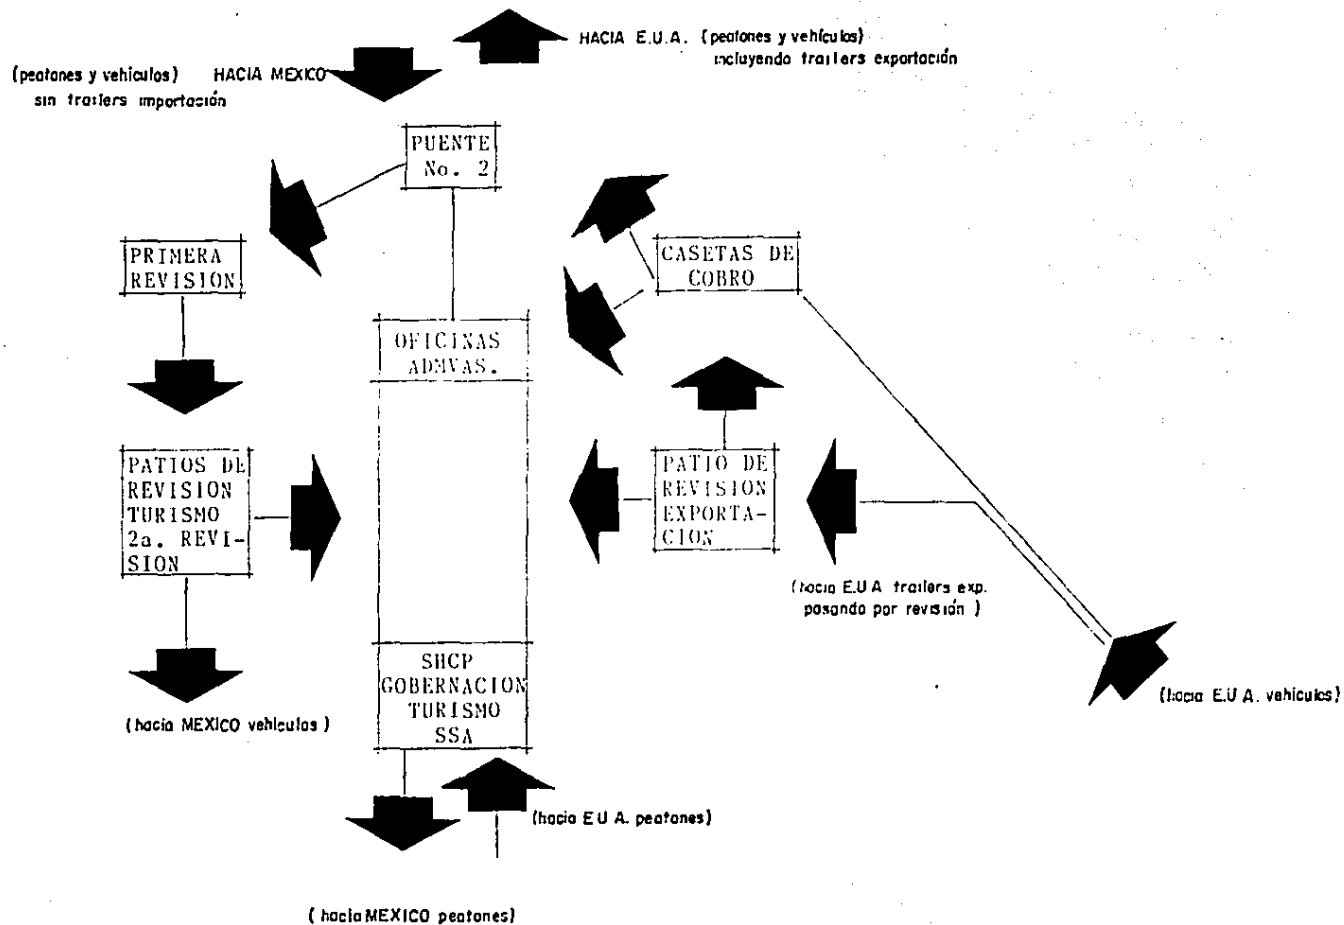 HACIA E.U.A. (peatones y vehículos)
incluyendo trailers exportación
(peatones y vehiculos) HACIA MEXICO
sin trailers importación
PUENTE
No. 2
PRIMERA
REVISION
CASETAS DE
COBRO
OFICINAS
ADMVAS.
PATIOS DE
REVISION
TURISMO
2a. REVI-
SION
PATIO DE
REVISION
EXPORTA-
CION
(hacia E.U.A trailers exp.
pasando por revisión )
SHCP
GOBERNACION
TURISMO
SSA
(hacia E.U A. vehículos)
(hacia MEXICO vehiculos )
(hacia E U A. peatones)
( hacia MEXICO peatones)